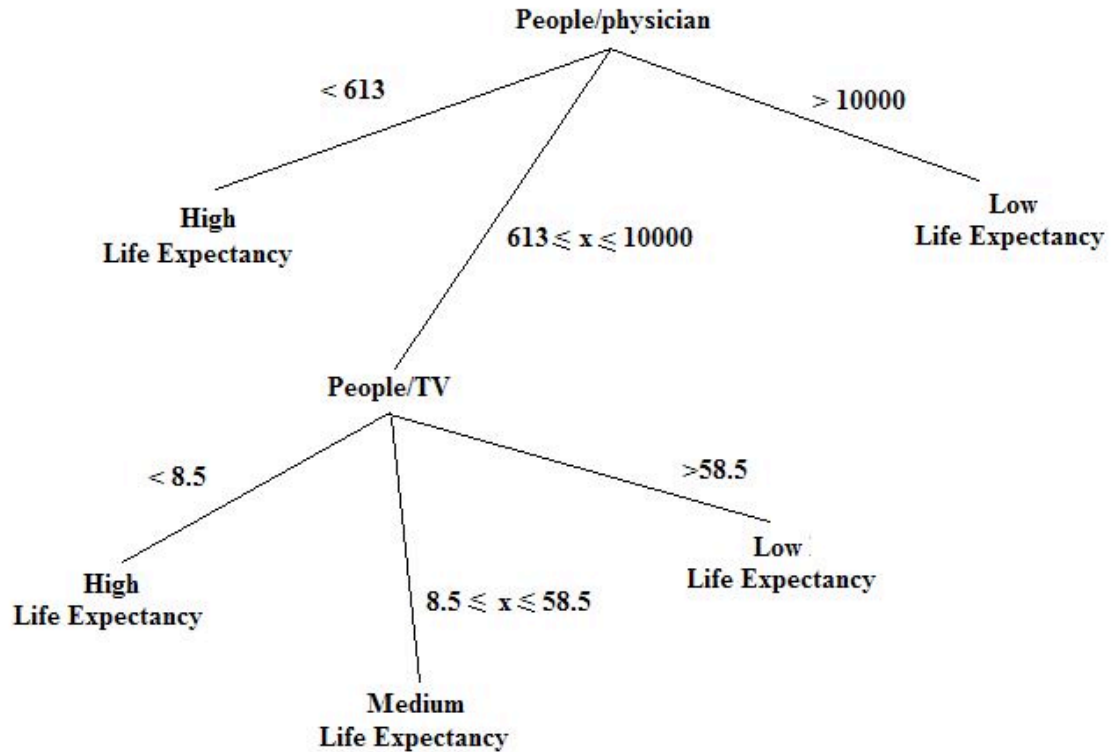 People/physician
< 613
> 10000
High
Life Expectancy
613 ≤ x ≤ 10000
Low
Life Expectancy
People/TV
< 8.5
>58.5
High
Life Expectancy
8.5 ≤ x ≤ 58.5
Low
Life Expectancy
Medium
Life Expectancy